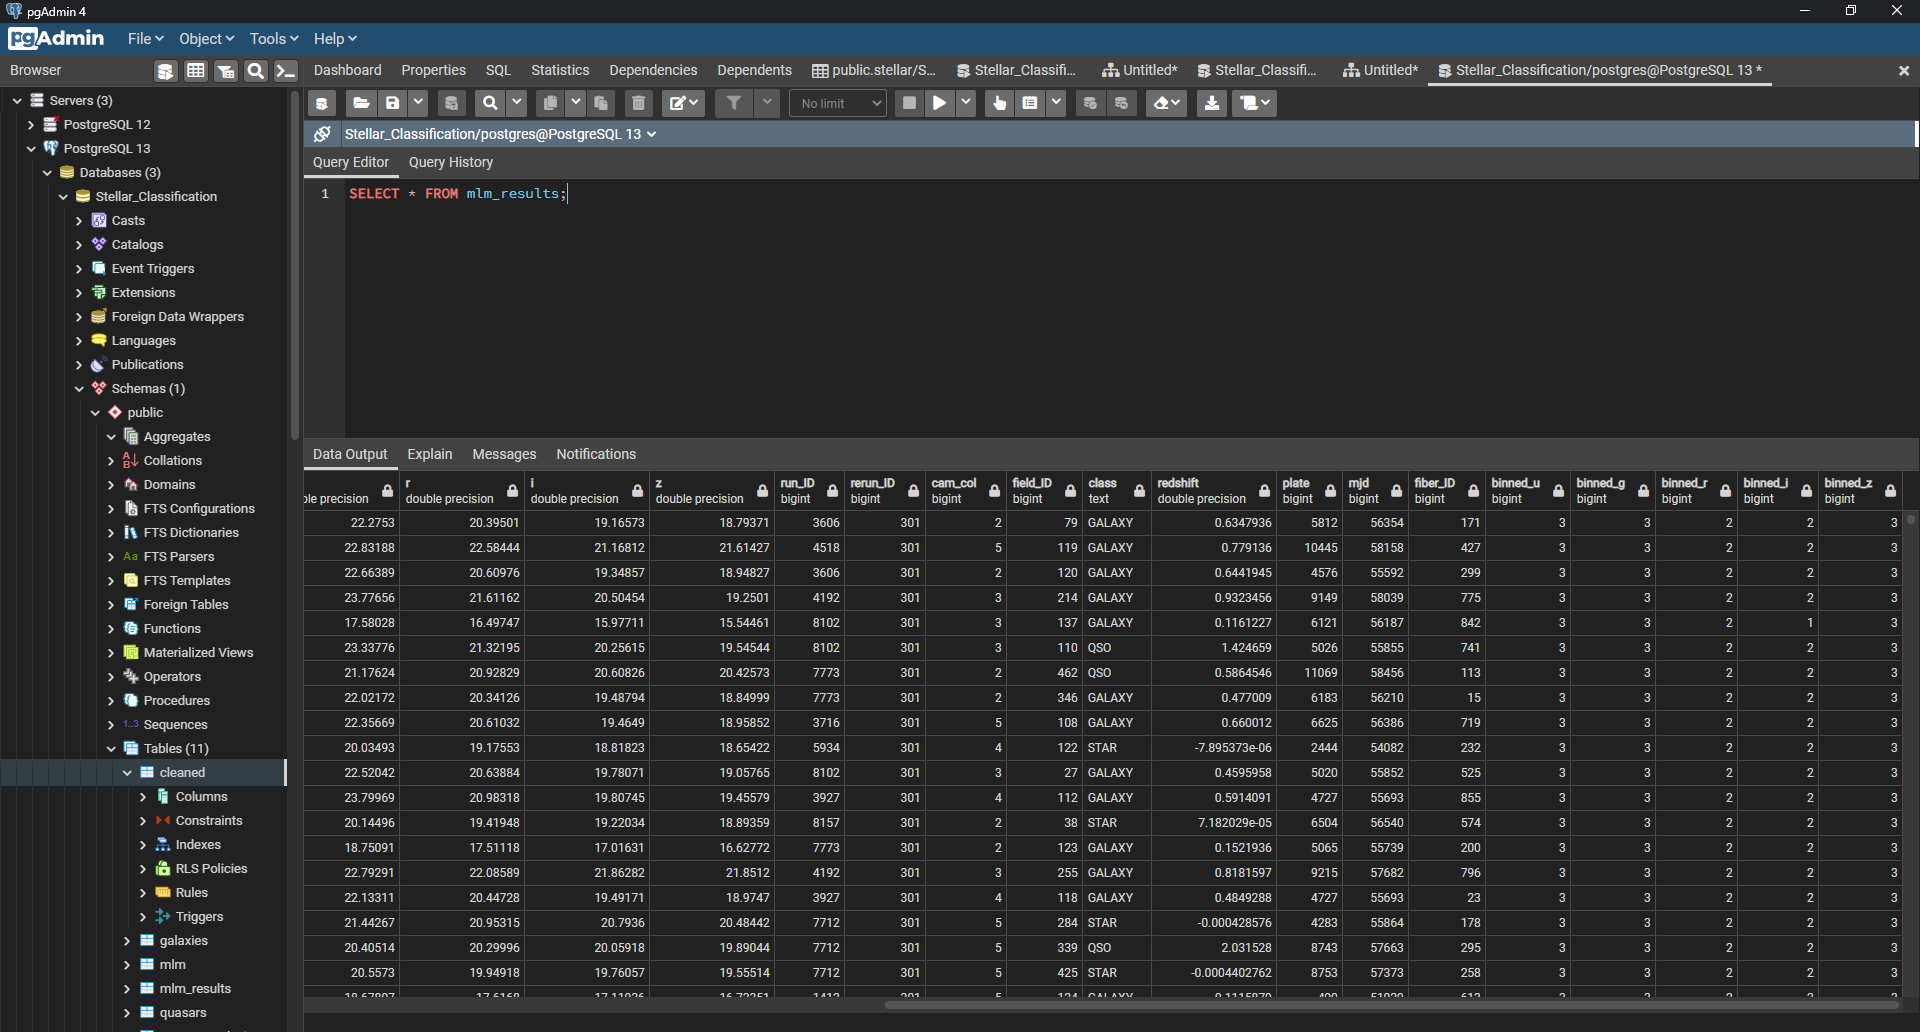 pgAdmin 4
pgAdmin File Object Tools Help
Browser
Dashboard Properties SQL Statistics Dependencies Dependents public.stellar/S... Stellar_Classifi... Untitled* Stellar_Classifi... Untitled* Stellar_Classification/postgres@PostgreSQL 13 *
No limit
Stellar_Classification/postgres@PostgreSQL 13
Query Editor Query History
1 SELECT * FROM mlm_results;
Servers (3)
PostgreSQL 12
PostgreSQL 13
Databases (3)
Stellar_Classification
Casts
Catalogs
Event Triggers
Extensions
Foreign Data Wrappers
Languages
Publications
Schemas (1)
public
Aggregates
Collations
Domains
FTS Configurations
FTS Dictionaries
FTS Parsers
FTS Templates
Foreign Tables
Functions
Materialized Views
Operators
Procedures
Sequences
Tables (11)
cleaned
Columns
Constraints
Indexes
RLS Policies
Rules
Triggers
galaxies
mlm
mlm_results
quasars
Data Output Explain Messages Notifications
r i z run_ID rerun_ID cam_col field_ID class redshift plate mjd fiber_ID binned_u binned_g binned_r binned_i binned_z
ble precision double precision double precision double precision bigint bigint bigint bigint text double precision bigint bigint bigint bigint bigint bigint bigint bigint
22.2753 20.39501 19.16573 18.79371 3606 301 2 79 GALAXY 0.6347936 5812 56354 171 3 3 2 2 3
22.83188 22.58444 21.16812 21.61427 4518 301 5 119 GALAXY 0.779136 10445 58158 427 3 3 2 2 3
22.66389 20.60976 19.34857 18.94827 3606 301 2 120 GALAXY 0.6441945 4576 55592 299 3 3 2 2 3
23.77656 21.61162 20.50454 19.2501 4192 301 3 214 GALAXY 0.9323456 9149 58039 775 3 3 2 2 3
17.58028 16.49747 15.97711 15.54461 8102 301 3 137 GALAXY 0.1161227 6121 56187 842 3 3 2 1 3
23.33776 21.32195 20.25615 19.54544 8102 301 3 110 QSO 1.424659 5026 55855 741 3 3 2 2 3
21.17624 20.92829 20.60826 20.42573 7773 301 2 462 QSO 0.5864546 11069 58456 113 3 3 2 2 3
22.02172 20.34126 19.48794 18.84999 7773 301 2 346 GALAXY 0.477009 6183 56210 15 3 3 2 2 3
22.35669 20.61032 19.4649 18.95852 3716 301 5 108 GALAXY 0.660012 6625 56386 719 3 3 2 2 3
20.03493 19.17553 18.81823 18.65422 5934 301 4 122 STAR -7.895373e-06 2444 54082 232 3 3 2 2 3
22.52042 20.63884 19.78071 19.05765 8102 301 3 27 GALAXY 0.4595958 5020 55852 525 3 3 2 2 3
23.79969 20.98318 19.80745 19.45579 3927 301 4 112 GALAXY 0.5914091 4727 55693 855 3 3 2 2 3
20.14496 19.41948 19.22034 18.89359 8157 301 2 38 STAR 7.182029e-05 6504 56540 574 3 3 2 2 3
18.75091 17.51118 17.01631 16.62772 7773 301 2 123 GALAXY 0.1521936 5065 55739 200 3 3 2 2 3
22.79291 22.08589 21.86282 21.8512 4192 301 3 255 GALAXY 0.8181597 9215 57682 796 3 3 2 2 3
22.13311 20.44728 19.49171 18.9747 3927 301 4 118 GALAXY 0.4849288 4727 55693 23 3 3 2 2 3
21.44267 20.95315 20.7936 20.48442 7712 301 5 284 STAR -0.000428576 4283 55864 178 3 3 2 2 3
20.40514 20.29996 20.05918 19.89044 7712 301 5 339 QSO 2.031528 8743 57663 295 3 3 2 2 3
20.5573 19.94918 19.76057 19.55514 7712 301 5 425 STAR -0.0004402762 8753 57373 258 3 3 2 2 3